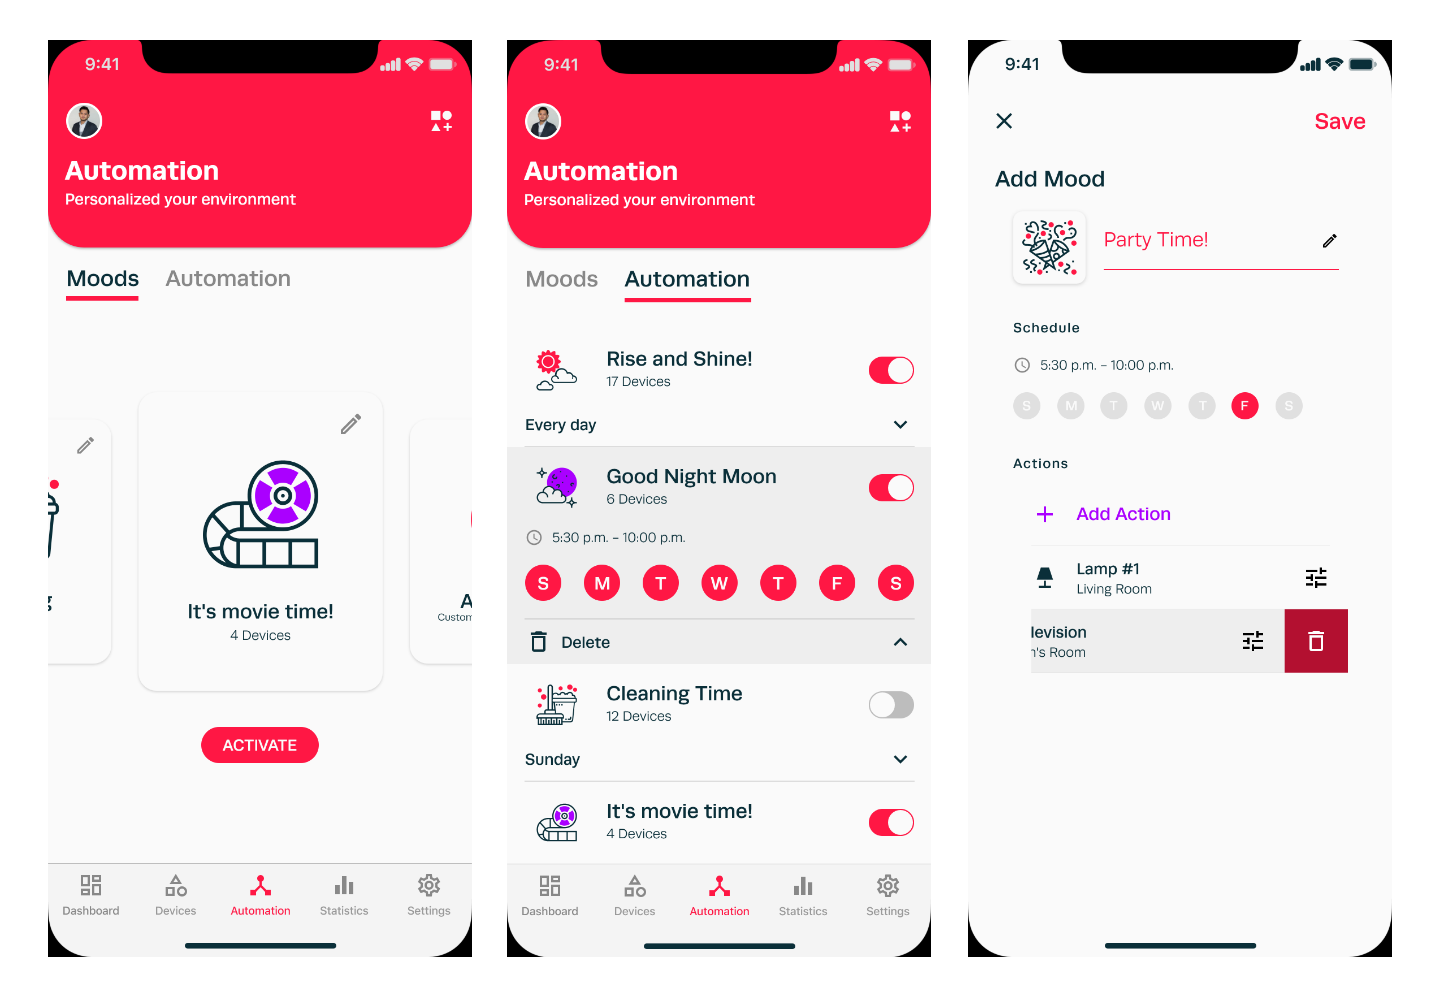 9:41
Automation
Personalized your environment
Moods Automation
It's movie time!
4 Devices
A
Custom
ACTIVATE
Dashboard Devices Automation Statistics Settings
9:41
Automation
Personalized your environment
Moods Automation
Rise and Shine!
17 Devices
Every day
Good Night Moon
6 Devices
5:30 p.m. – 10:00 p.m.
S M T W T F S
Delete
Cleaning Time
12 Devices
Sunday
It's movie time!
4 Devices
Dashboard Devices Automation Statistics Settings
9:41
Save
Add Mood
Party Time!
Schedule
5:30 p.m. – 10:00 p.m.
S M T W T F S
Actions
Add Action
Lamp #1
Living Room
levision
n's Room